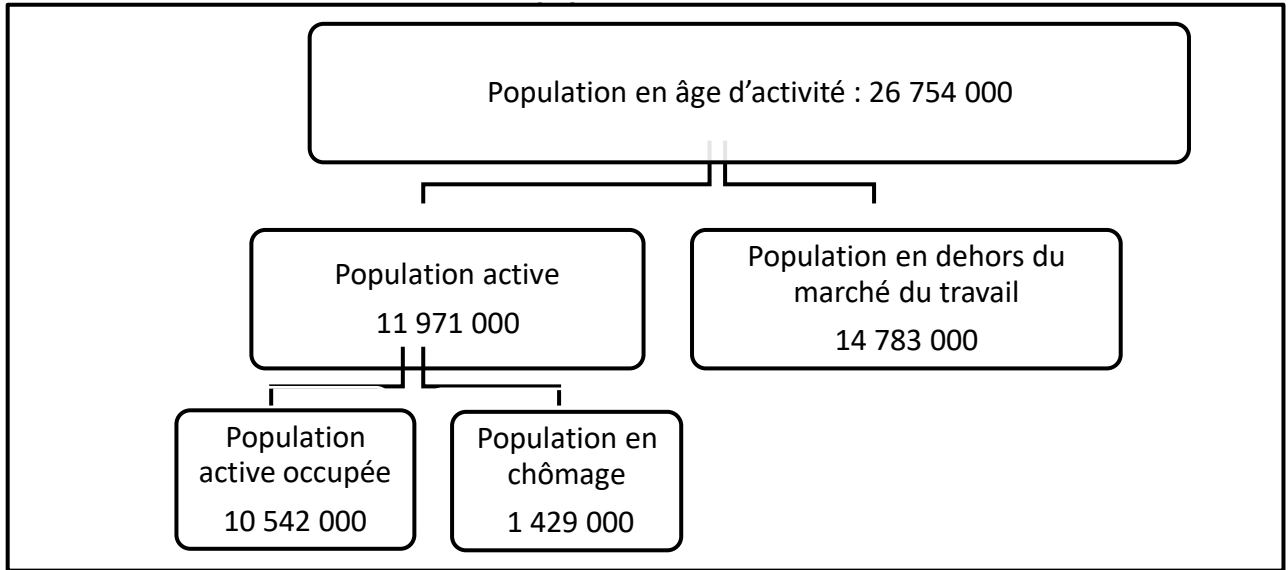 Population en âge d’activité : 26 754 000
Population active
11 971 000
Population en dehors du
marché du travail
14 783 000
Population
active occupée
10 542 000
Population en
chômage
1 429 000